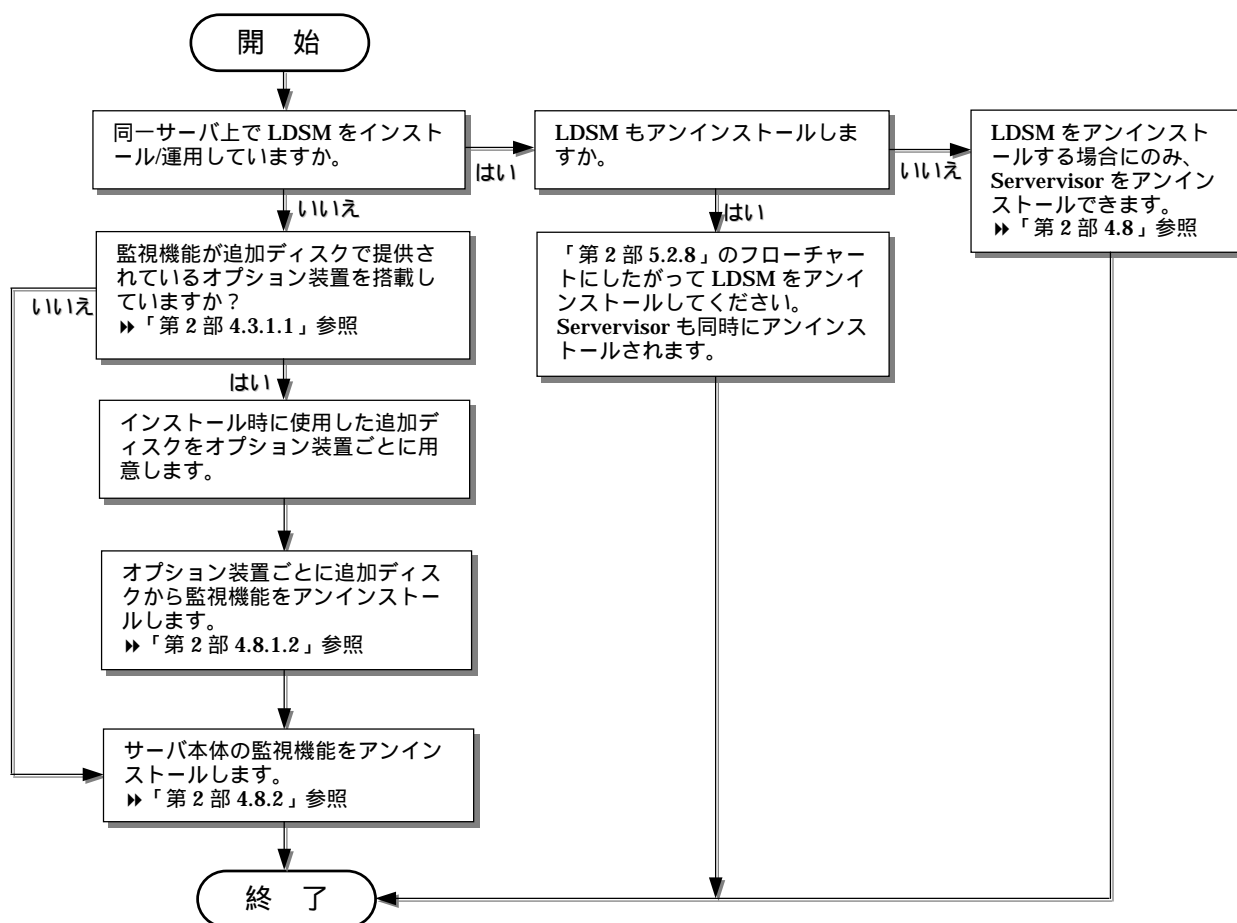 開 始
同一サーバ上で LDSM をインスト
ール/運用していますか。
はい
LDSM もアンインストールしま
すか。
いいえ
LDSM をアンインスト
ールする場合にのみ、
Servervisor をアンイン
ストールできます。
「第 2 部 4.8」参照
いいえ
はい
監視機能が追加ディスクで提供さ
れているオプション装置を搭載し
ていますか?
「第 2 部 4.3.1.1」参照
いいえ
はい
「第 2 部 5.2.8」のフローチャー
トにしたがって LDSM をアンイ
ンストールしてください。
Servervisor も同時にアンインス
トールされます。
インストール時に使用した追加デ
ィスクをオプション装置ごとに用
意します。
オプション装置ごとに追加ディス
クから監視機能をアンインストー
ルします。
「第 2 部 4.8.1.2」参照
サーバ本体の監視機能をアンイン
ストールします。
「第 2 部 4.8.2」参照
終 了